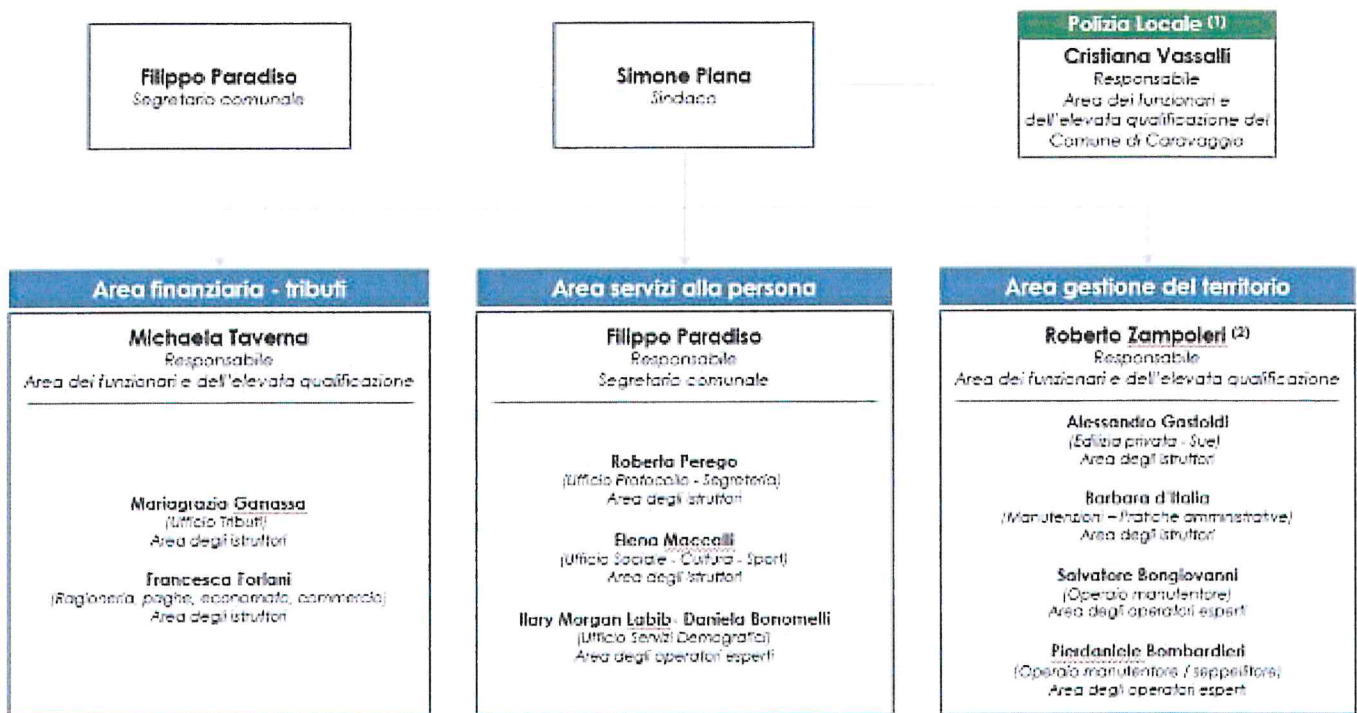 Filippo Paradiso
Segretario comunale
Simone Piana
Sindaco
Polizia Locale (1)
Cristiana Vassalli
Responsabile
Area dei funzionari e
dell'elevata qualificazione del
Comune di Caravaggio
Area finanziaria - tributi
Michaela Taverna
Responsabile
Area dei funzionari e dell'elevata qualificazione
Mariagrazia Ganassa
(Ufficio Tributi)
Area degli istruttori
Francesca Forlani
(Ragioneria, paghe, economato, commercio)
Area degli istruttori
Area servizi alla persona
Filippo Paradiso
Responsabile
Segretario comunale
Roberta Perego
(Ufficio Protocollo - Segreteria)
Area degli istruttori
Elena Maccalli
(Ufficio Sociale - Cultura - Sport)
Area degli istruttori
Ilary Morgan Labib - Daniela Bonomelli
(Ufficio Servizi Demografici)
Area degli operatori esperti
Area gestione del territorio
Roberto Zampoleri (2)
Responsabile
Area dei funzionari e dell'elevata qualificazione
Alessandro Gastoldi
(Edilizia privata - Sue)
Area degli istruttori
Barbara d'Italia
(Manutenzioni – Pratiche amministrative)
Area degli istruttori
Salvatore Bongiovanni
(Operaio manutentore)
Area degli operatori esperti
Pierdaniele Bombardieri
(Operaio manutentore / seppellitore)
Area degli operatori esperti